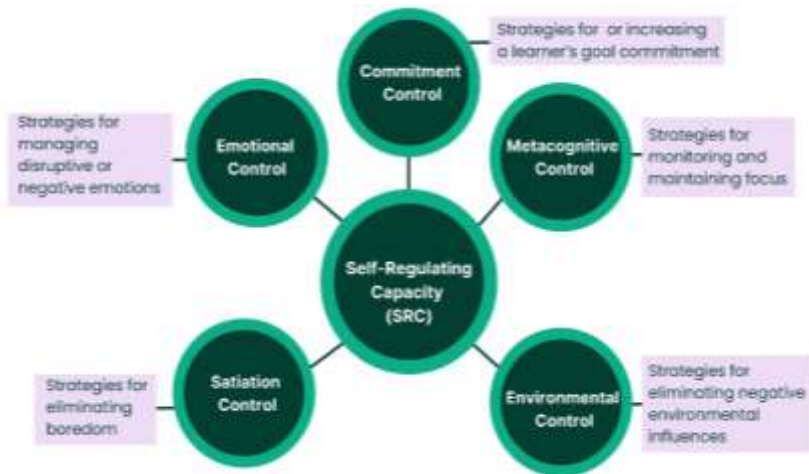 Commitment
Control
Strategies for or increasing
a learner's goal commitment
Emotional
Control
Strategies for
managing
disruptive or
negative emotions
Metacognitive
Control
Strategies for
monitoring and
maintaining focus
Self-Regulating
Capacity
(SRC)
Satiation
Control
Strategies for
eliminating
boredom
Environmental
Control
Strategies for
eliminating negative
environmental
influences